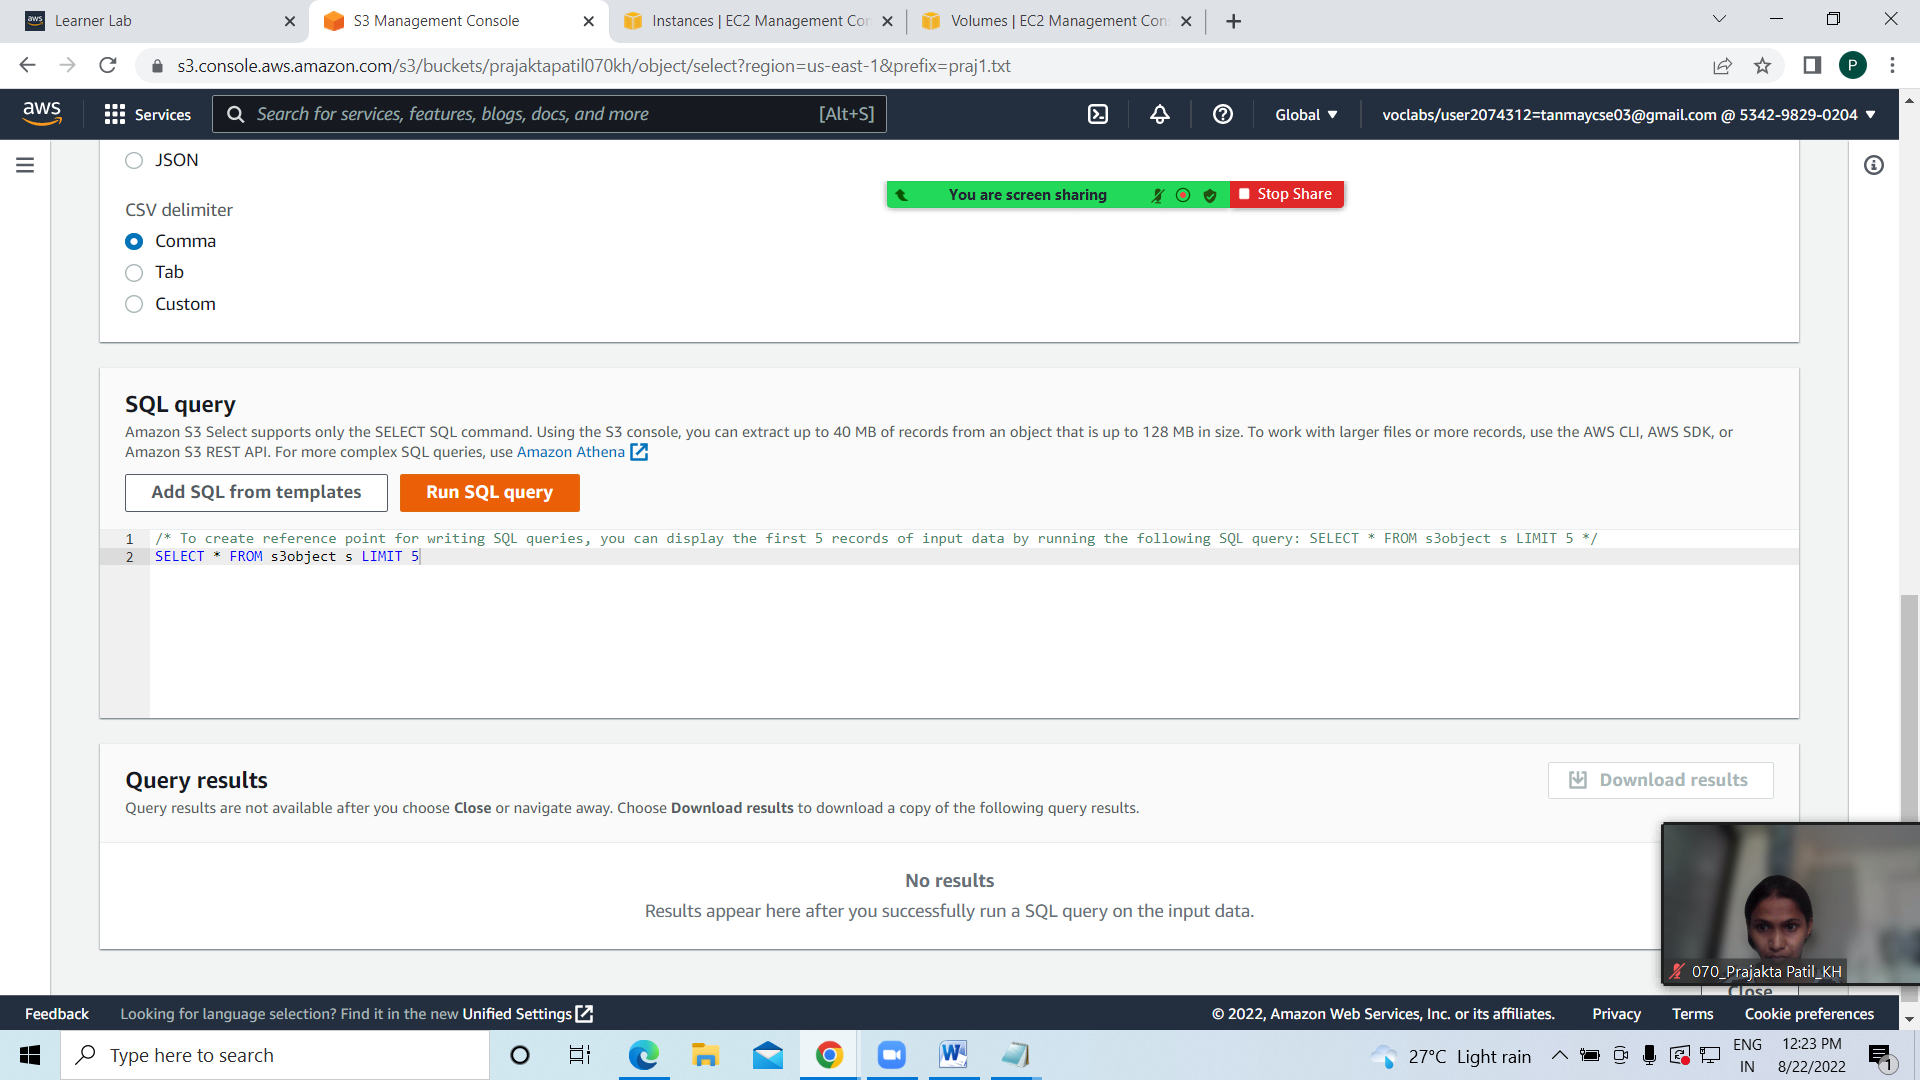 Learner Lab
S3 Management Console
Instances | EC2 Management Con
Volumes | EC2 Management Cons
s3.console.aws.amazon.com/s3/buckets/prajaktapatil070kh/object/select?region=us-east-1&prefix=praj1.txt
P
aws
Services
Search for services, features, blogs, docs, and more
[Alt+S]
Global
voclabs/user2074312=tanmaycse03@gmail.com @ 5342-9829-0204
JSON
You are screen sharing
Stop Share
CSV delimiter
Comma
Tab
Custom
SQL query
Amazon S3 Select supports only the SELECT SQL command. Using the S3 console, you can extract up to 40 MB of records from an object that is up to 128 MB in size. To work with larger files or more records, use the AWS CLI, AWS SDK, or
Amazon S3 REST API. For more complex SQL queries, use Amazon Athena
Add SQL from templates
Run SQL query
1 /* To create reference point for writing SQL queries, you can display the first 5 records of input data by running the following SQL query: SELECT * FROM s3object s LIMIT 5 */
2 SELECT * FROM s3object s LIMIT 5
Query results
Download results
Query results are not available after you choose Close or navigate away. Choose Download results to download a copy of the following query results.
No results
Results appear here after you successfully run a SQL query on the input data.
070_Prajakta Patil_KH
Close
Feedback
Looking for language selection? Find it in the new Unified Settings
© 2022, Amazon Web Services, Inc. or its affiliates.
Privacy
Terms
Cookie preferences
Type here to search
27°C Light rain
ENG
IN
12:23 PM
8/22/2022
1